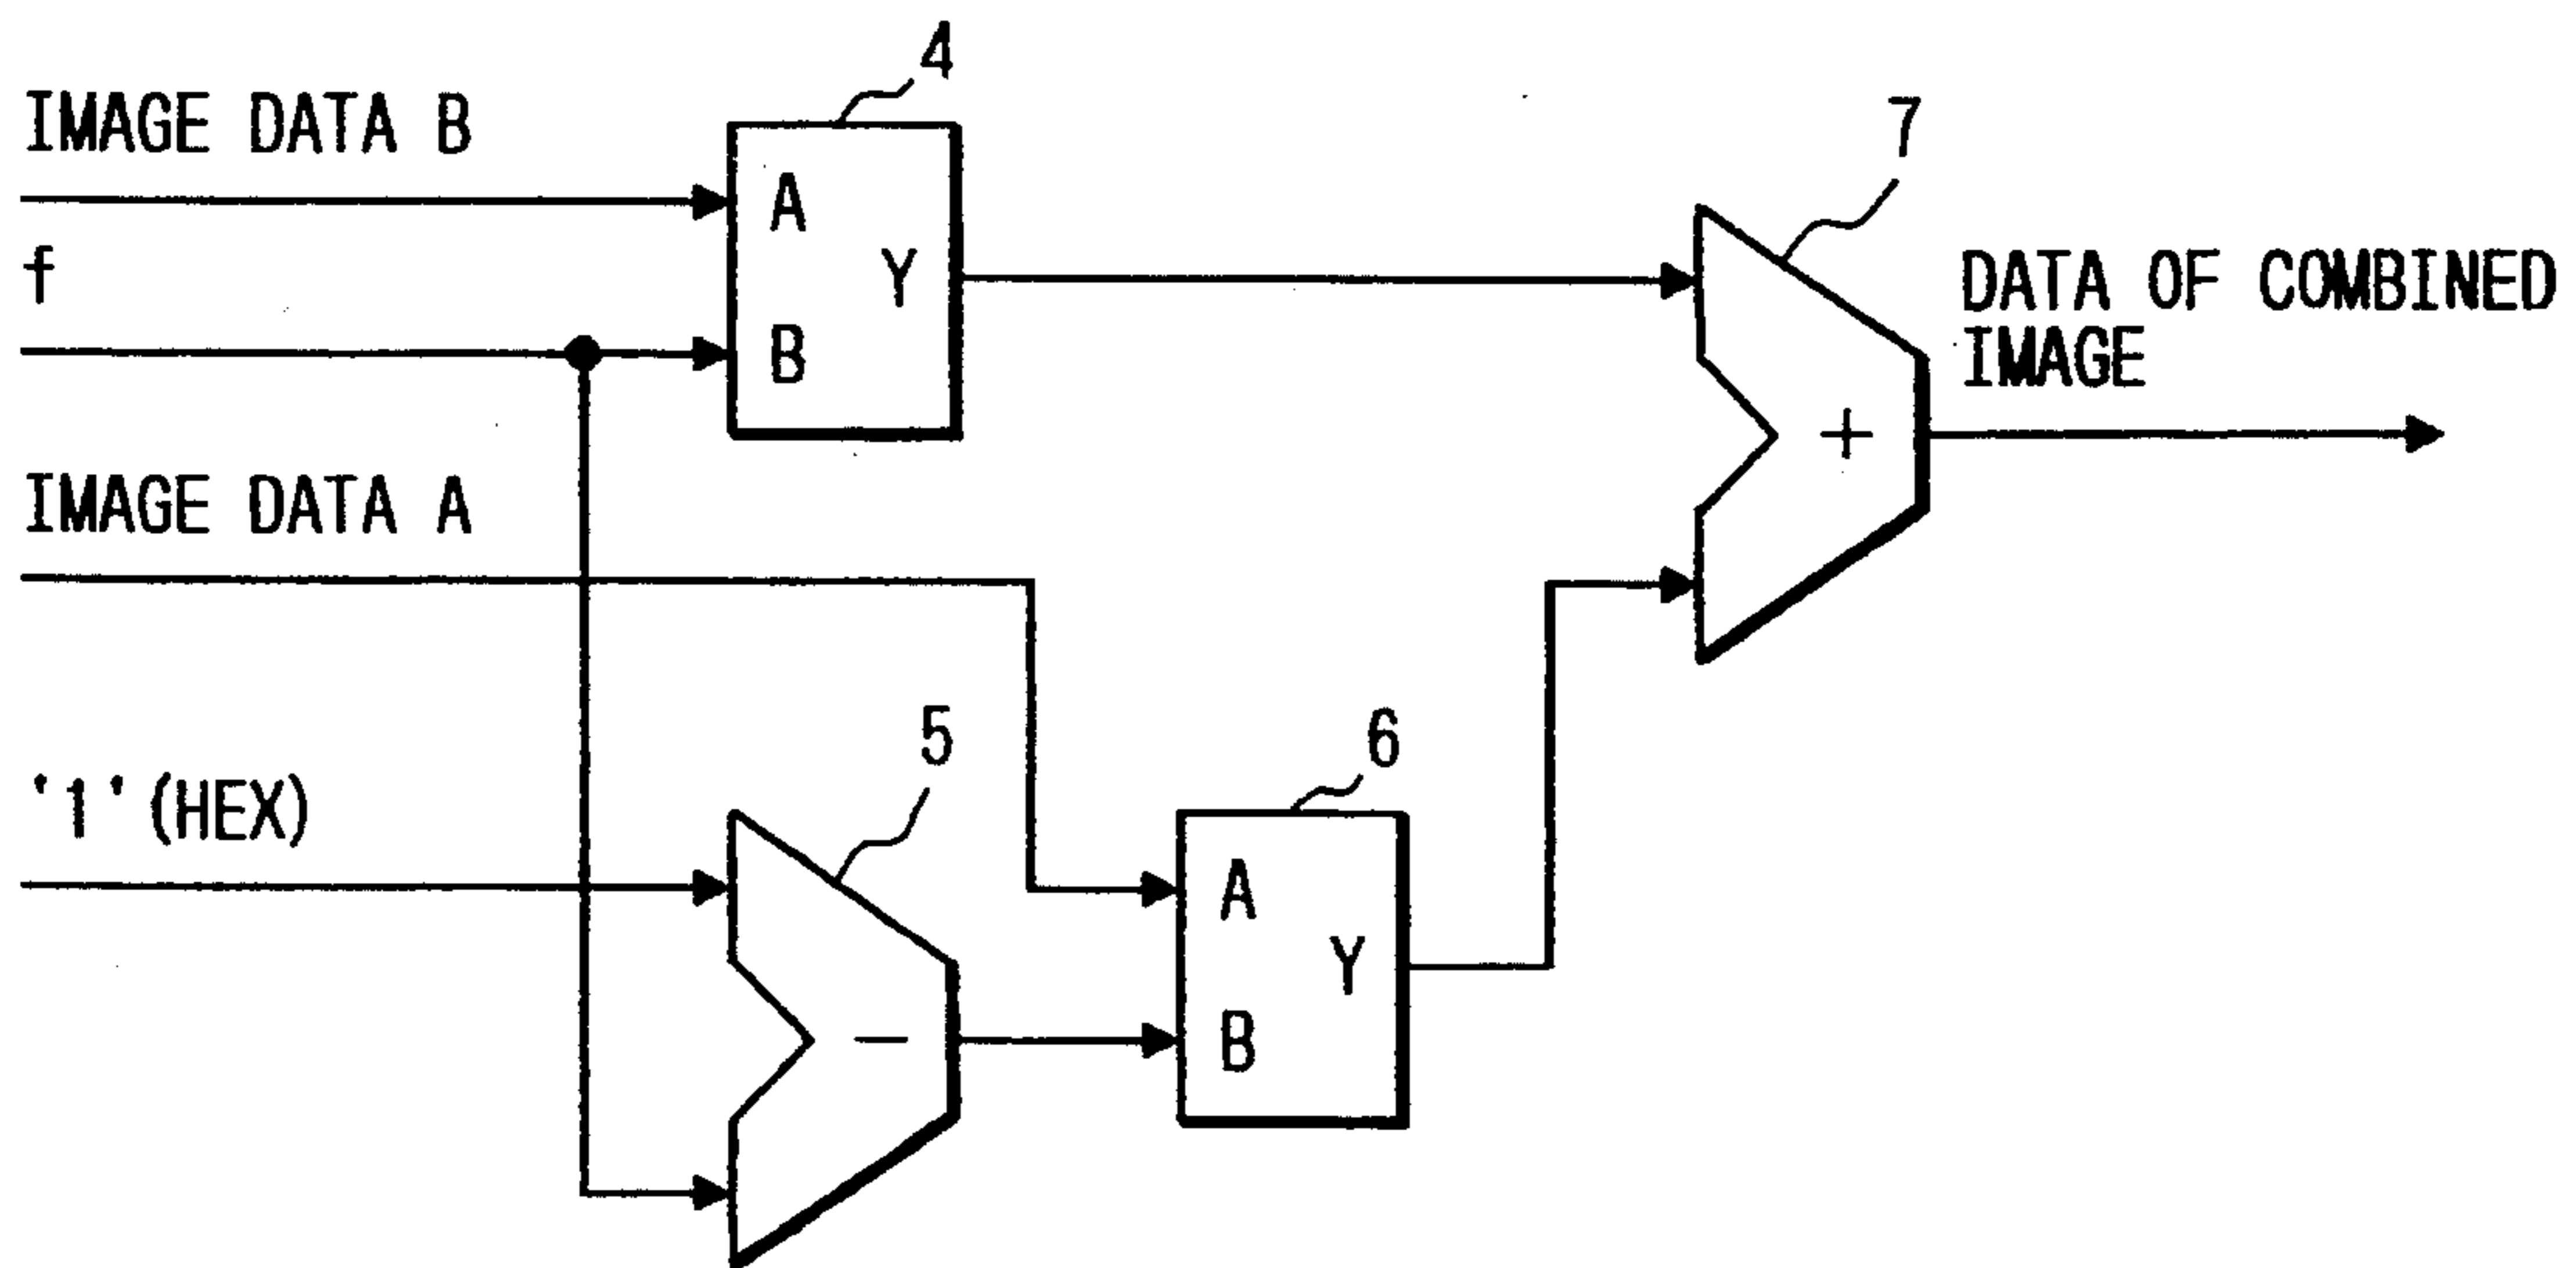 4
IMAGE DATA B
7
A
f
Y
DATA OF COMBINED
IMAGE
B
+
IMAGE DATA A
5
6
'1'(HEX)
A
Y
−
B